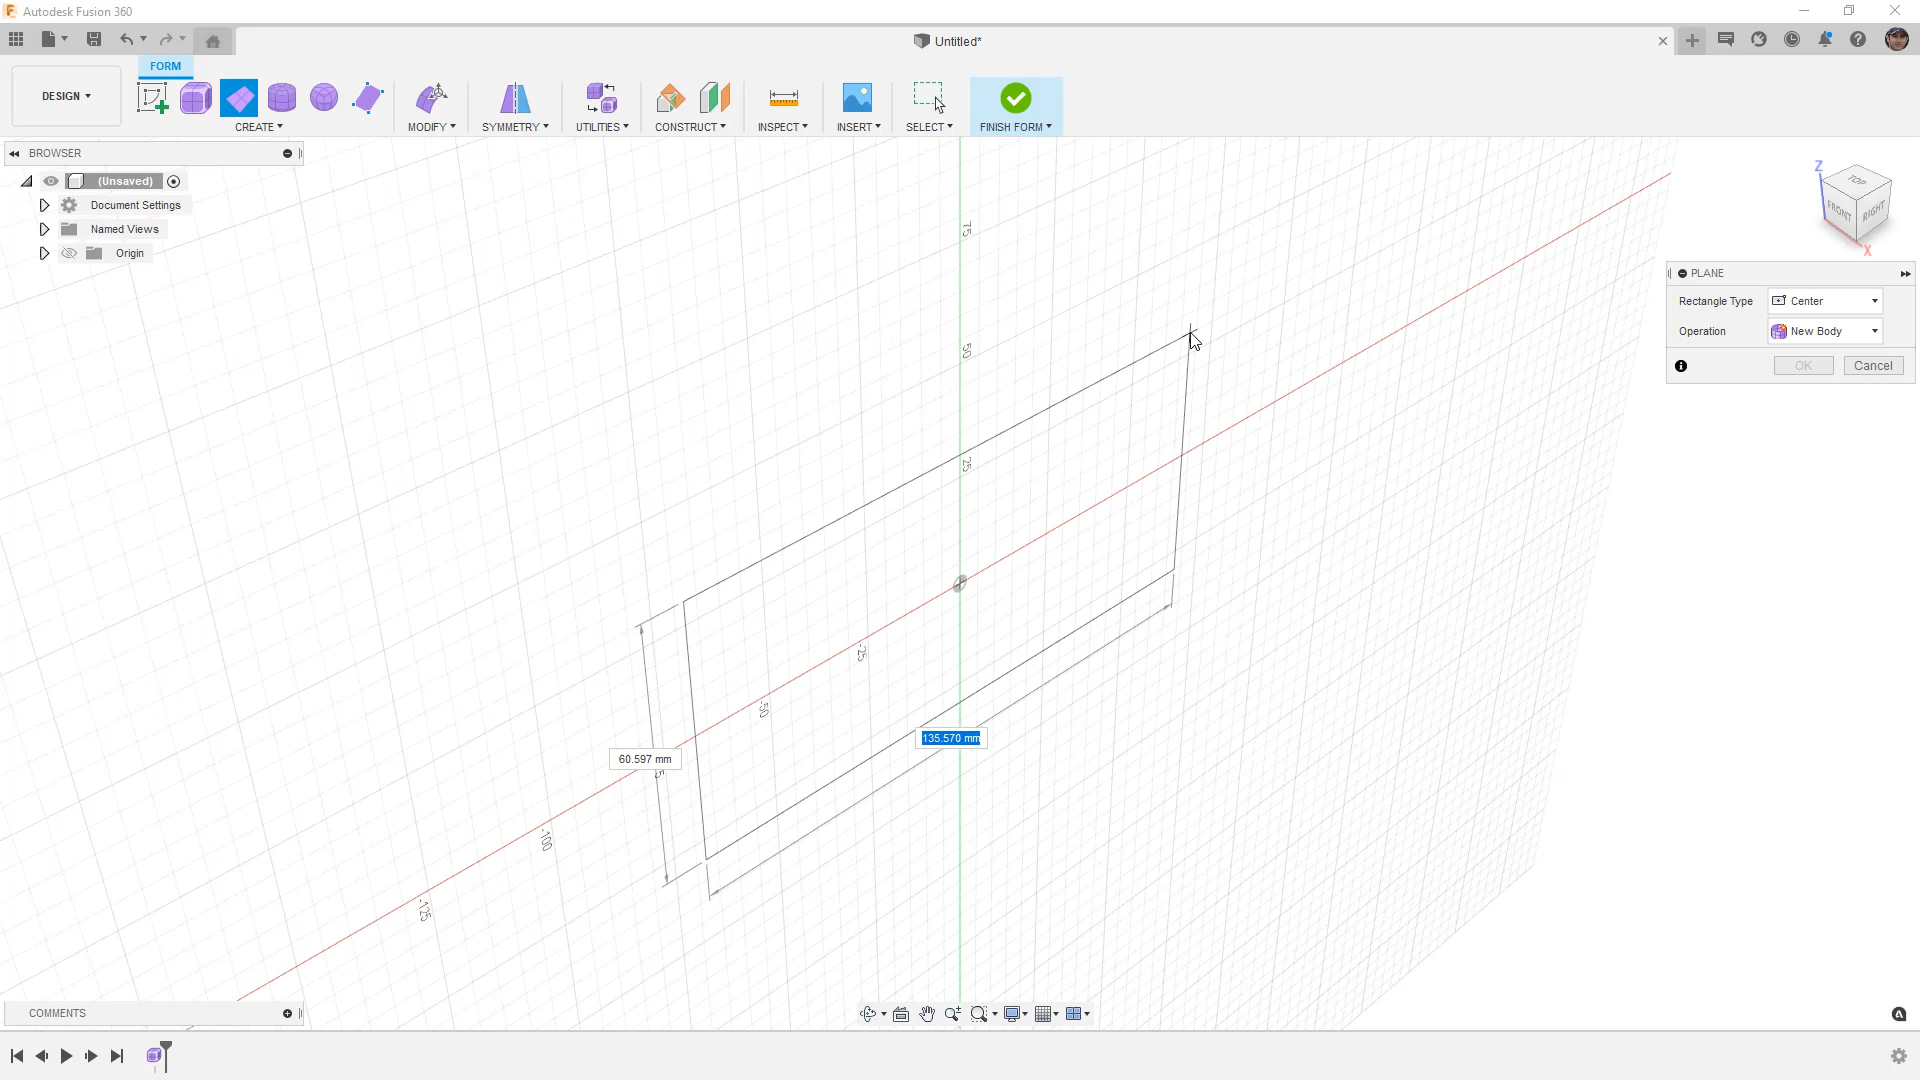 Autodesk Fusion 360
Untitled*
FORM
DESIGN
CREATE
MODIFY
SYMMETRY
UTILITIES
CONSTRUCT
INSPECT
INSERT
SELECT
FINISH FORM
BROWSER
(Unsaved)
Document Settings
Named Views
Origin
Z
TOP
FRONT
RIGHT
X
PLANE
Rectangle Type
Center
Operation
New Body
OK
Cancel
75
50
25
-25
-50
-100
-125
60.597 mm
135.570 mm
COMMENTS